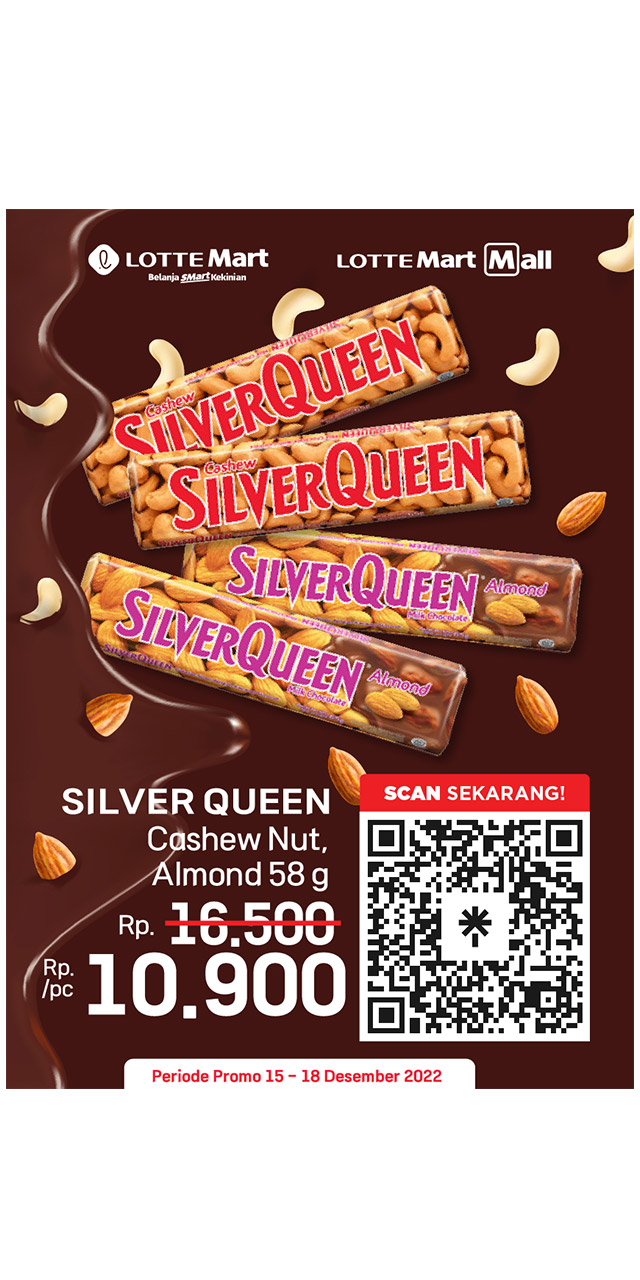 LOTTE Mart
Belanja SMart Kekinian
LOTTE Mart Mall
Cashew
SILVERQUEEN
Cashew
SILVERQUEEN
SILVERQUEEN
Almond
Milk Chocolate
SILVERQUEEN
Almond
Milk Chocolate
SILVERQUEEN
SILVER QUEEN
Cashew Nut,
Almond 58 g
Rp. 16.500
Rp. /pc 10.900
SCAN SEKARANG!
Periode Promo 15 – 18 Desember 2022